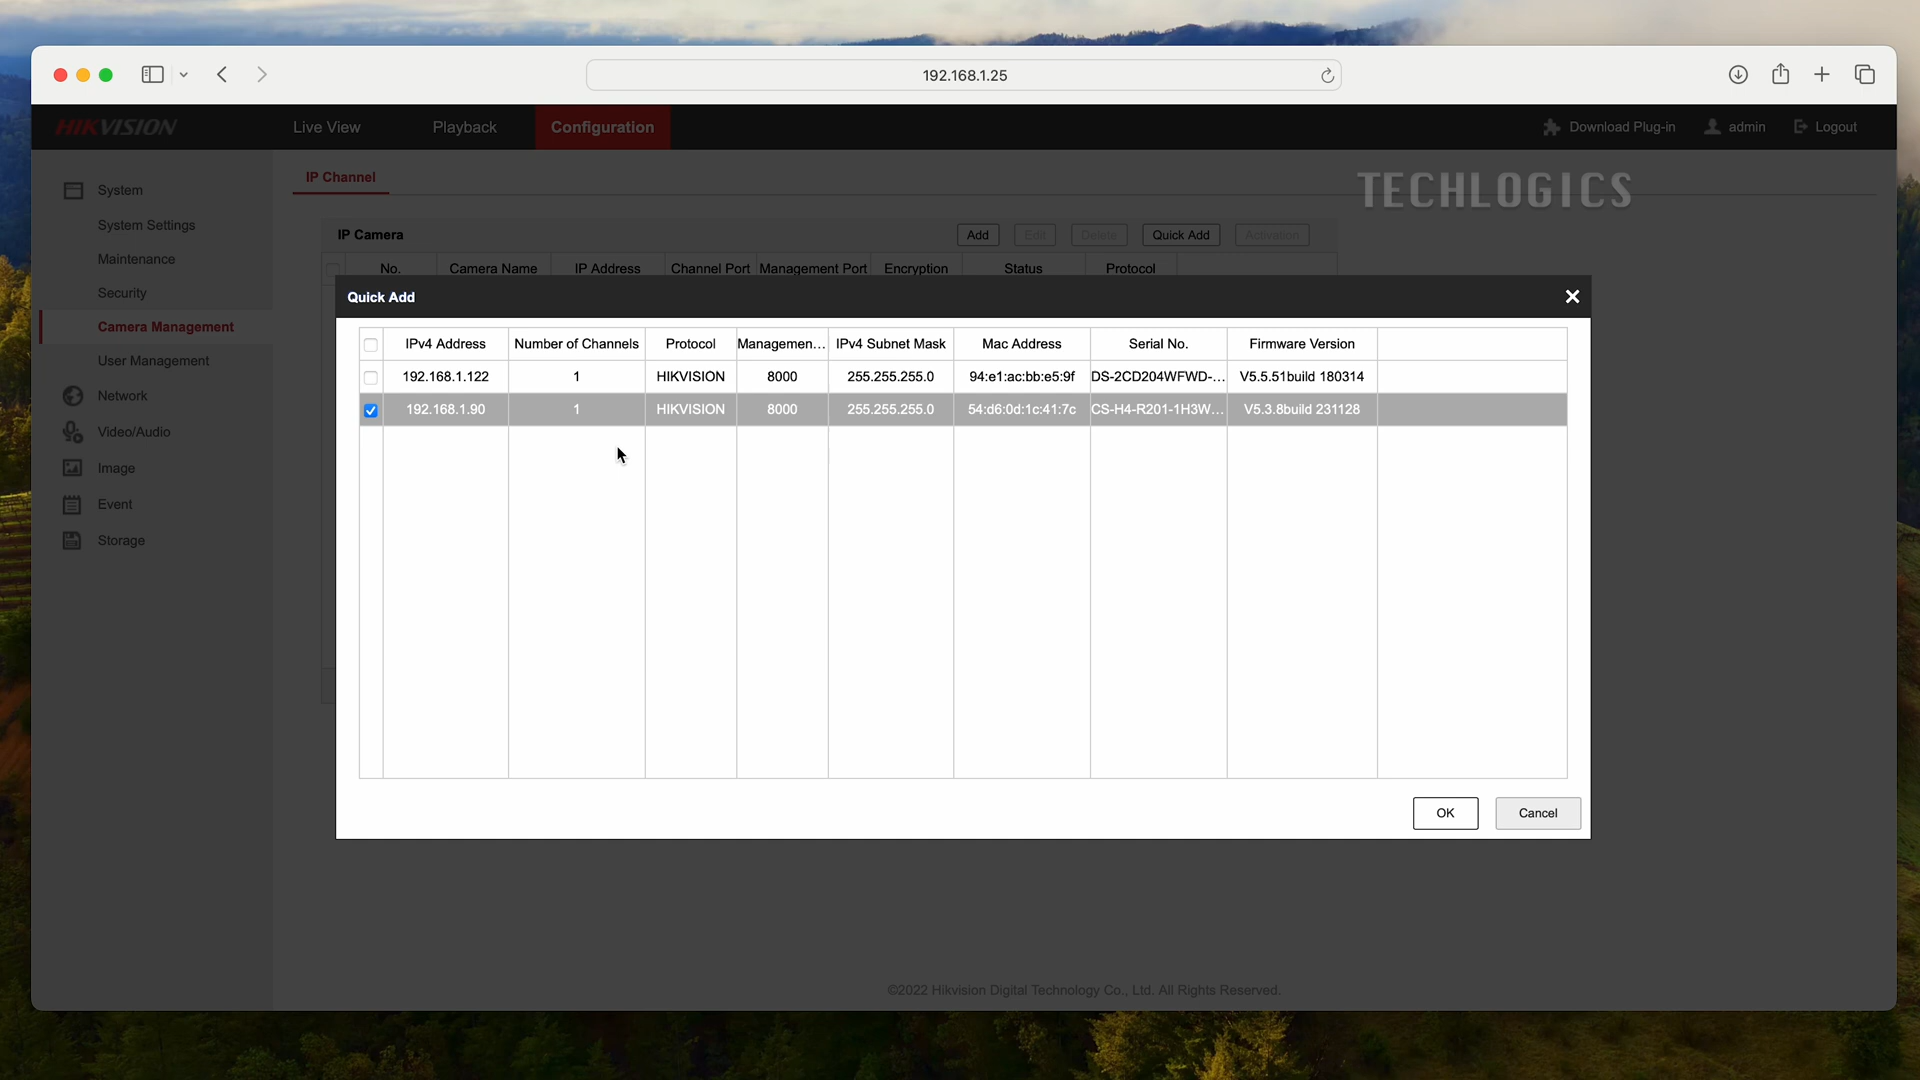 192.168.1.25
HIKVISION
Live View
Playback
Configuration
Download Plug-in
admin
Logout
System
System Settings
Maintenance
Security
Camera Management
User Management
Network
Video/Audio
Image
Event
Storage
IP Channel
TECHLOGICS
IP Camera
Add
Edit
Delete
Quick Add
Activation
No. Camera Name IP Address Channel Port Management Port Encryption Status Protocol
Quick Add
IPv4 Address Number of Channels Protocol Managemen... IPv4 Subnet Mask Mac Address Serial No. Firmware Version
192.168.1.122 1 HIKVISION 8000 255.255.255.0 94:e1:ac:bb:e5:9f DS-2CD204WFWD-... V5.5.51build 180314
192.168.1.90 1 HIKVISION 8000 255.255.255.0 54:d6:0d:1c:41:7c CS-H4-R201-1H3W... V5.3.8build 231128
OK
Cancel
©2022 Hikvision Digital Technology Co., Ltd. All Rights Reserved.